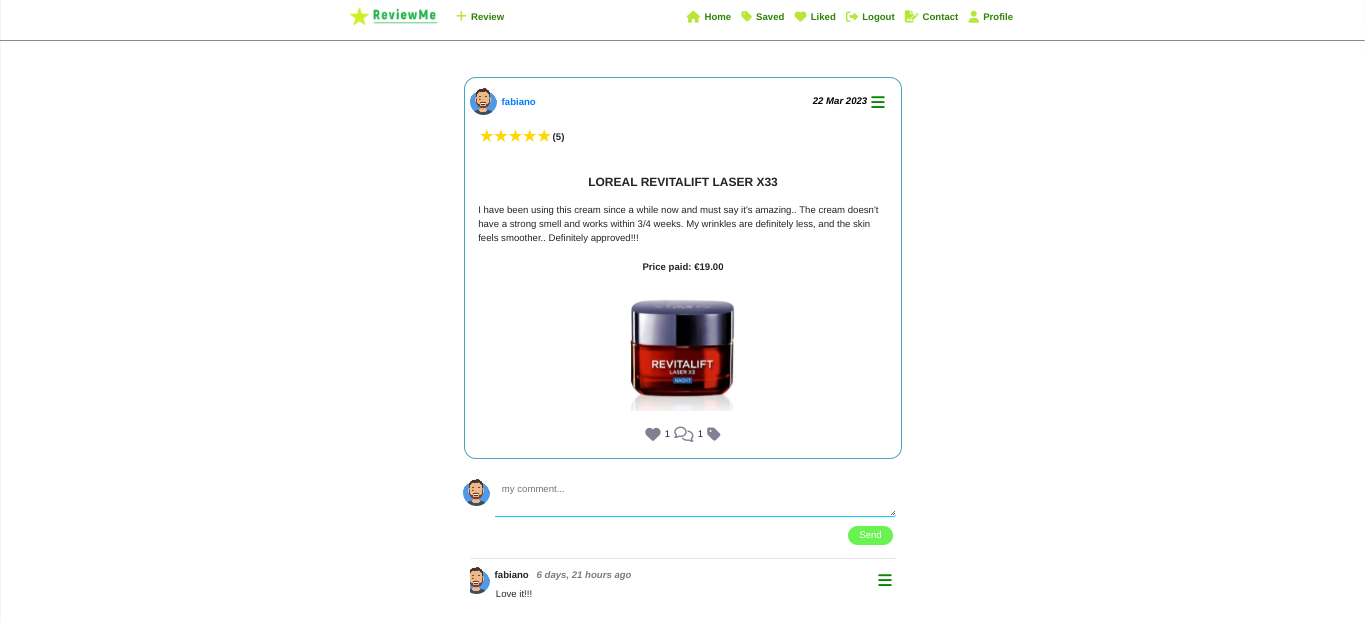 ReviewMe Review Home Saved Liked Logout Contact Profile
fabiano 22 Mar 2023
(5)
LOREAL REVITALIFT LASER X33
I have been using this cream since a while now and must say it's amazing.. The cream doesn't
have a strong smell and works within 3/4 weeks. My wrinkles are definitely less, and the skin
feels smoother.. Definitely approved!!!
Price paid: €19.00
REVITALIFT
LASER X3
NACHT
1 1
my comment...
Send
fabiano 6 days, 21 hours ago
Love it!!!